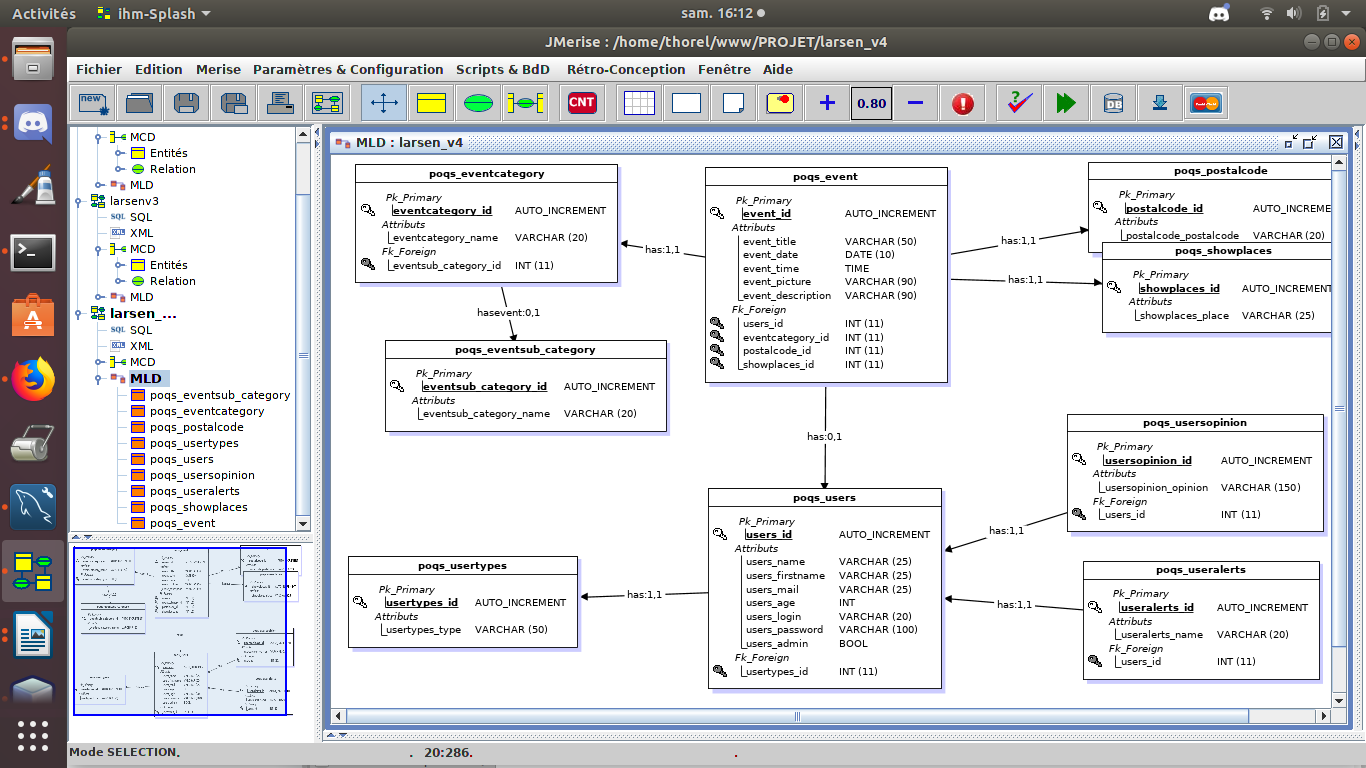 Activités
ihm-Splash
sam. 16:12
JMerise : /home/thorel/www/PROJET/larsen_v4
Fichier Edition Merise Paramètres & Configuration Scripts & BdD Rétro-Conception Fenêtre Aide
new
CNT
0.80
DB
MCD
Entités
Relation
MLD
larsenv3
SQL SQL
XML XML
MCD
Entités
Relation
MLD
larsen_...
SQL SQL
XML XML
MCD
MLD
poqs_eventsub_category
poqs_eventcategory
poqs_postalcode
poqs_usertypes
poqs_users
poqs_usersopinion
poqs_useralerts
poqs_showplaces
poqs_event
MLD : larsen_v4
poqs_eventcategory
Pk_Primary
eventcategory_id AUTO_INCREMENT
Attributs
eventcategory_name VARCHAR (20)
Fk_Foreign
eventsub_category_id INT (11)
hasevent:0,1
poqs_eventsub_category
Pk_Primary
eventsub_category_id AUTO_INCREMENT
Attributs
eventsub_category_name VARCHAR (20)
has:1,1
poqs_event
Pk_Primary
event_id AUTO_INCREMENT
Attributs
event_title VARCHAR (50)
event_date DATE (10)
event_time TIME
event_picture VARCHAR (90)
event_description VARCHAR (90)
Fk_Foreign
users_id INT (11)
eventcategory_id INT (11)
postalcode_id INT (11)
showplaces_id INT (11)
has:1,1
has:1,1
poqs_postalcode
Pk_Primary
postalcode_id AUTO_INCRE
Attributs
postalcode_postalcode VARCHAR (20)
poqs_showplaces
Pk_Primary
showplaces_id AUTO_INCREMENT
Attributs
showplaces_place VARCHAR (25)
has:0,1
poqs_users
Pk_Primary
users_id AUTO_INCREMENT
Attributs
users_name VARCHAR (25)
users_firstname VARCHAR (25)
users_mail VARCHAR (25)
users_age INT
users_login VARCHAR (20)
users_password VARCHAR (100)
users_admin BOOL
Fk_Foreign
usertypes_id INT (11)
has:1,1
poqs_usertypes
Pk_Primary
usertypes_id AUTO_INCREMENT
Attributs
usertypes_type VARCHAR (50)
has:1,1
poqs_usersopinion
Pk_Primary
usersopinion_id AUTO_INCREMENT
Attributs
usersopinion_opinion VARCHAR (150)
Fk_Foreign
users_id INT (11)
has:1,1
poqs_useralerts
Pk_Primary
useralerts_id AUTO_INCREMENT
Attributs
useralerts_name VARCHAR (20)
Fk_Foreign
users_id INT (11)
Mode SELECTION. . 20:286. .